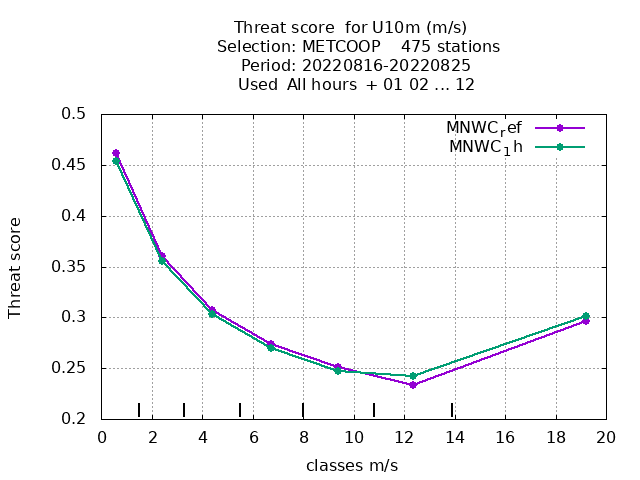 Threat score  for U10m (m/s)
Selection: METCOOP    475 stations
Period: 20220816-20220825
Used  All hours  + 01 02 ... 12
MNWC_ref
MNWC_1h
Threat score
0.5
0.45
0.4
0.35
0.3
0.25
0.2
0 2 4 6 8 10 12 14 16 18 20
classes m/s